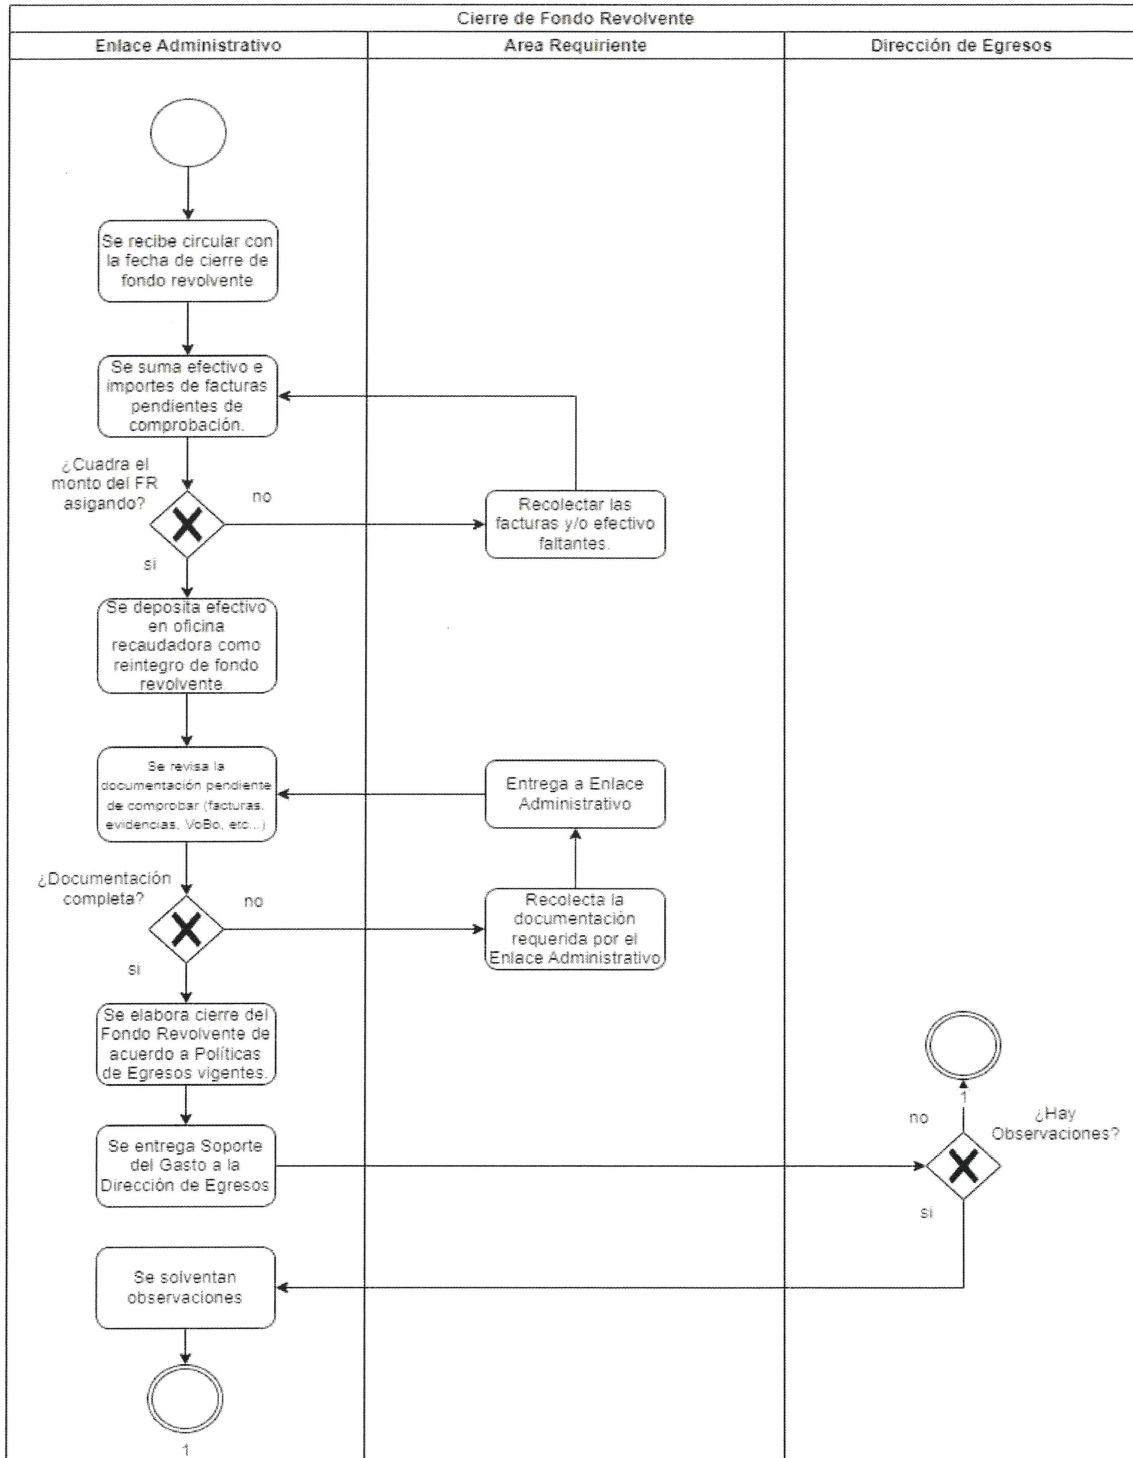 Cierre de Fondo Revolvente
Enlace Administrativo
Area Requiriente
Dirección de Egresos
Se recibe circular con
la fecha de cierre de
fondo revolvente
Se suma efectivo e
importes de facturas
pendientes de
comprobación.
¿Cuadra el
monto del FR
asigando?
no
Recolectar las
facturas y/o efectivo
faltantes.
si
Se deposita efectivo
en oficina
recaudadora como
reintegro de fondo
revolvente.
Se revisa la
documentación pendiente
de comprobar (facturas,
evidencias, VoBo, etc...)
Entrega a Enlace
Administrativo
¿Documentación
completa?
no
Recolecta la
documentación
requerida por el
Enlace Administrativo
si
Se elabora cierre del
Fondo Revolvente de
acuerdo a Políticas
de Egresos vigentes.
1
no
¿Hay
Observaciones?
Se entrega Soporte
del Gasto a la
Dirección de Egresos
si
Se solventan
observaciones
1